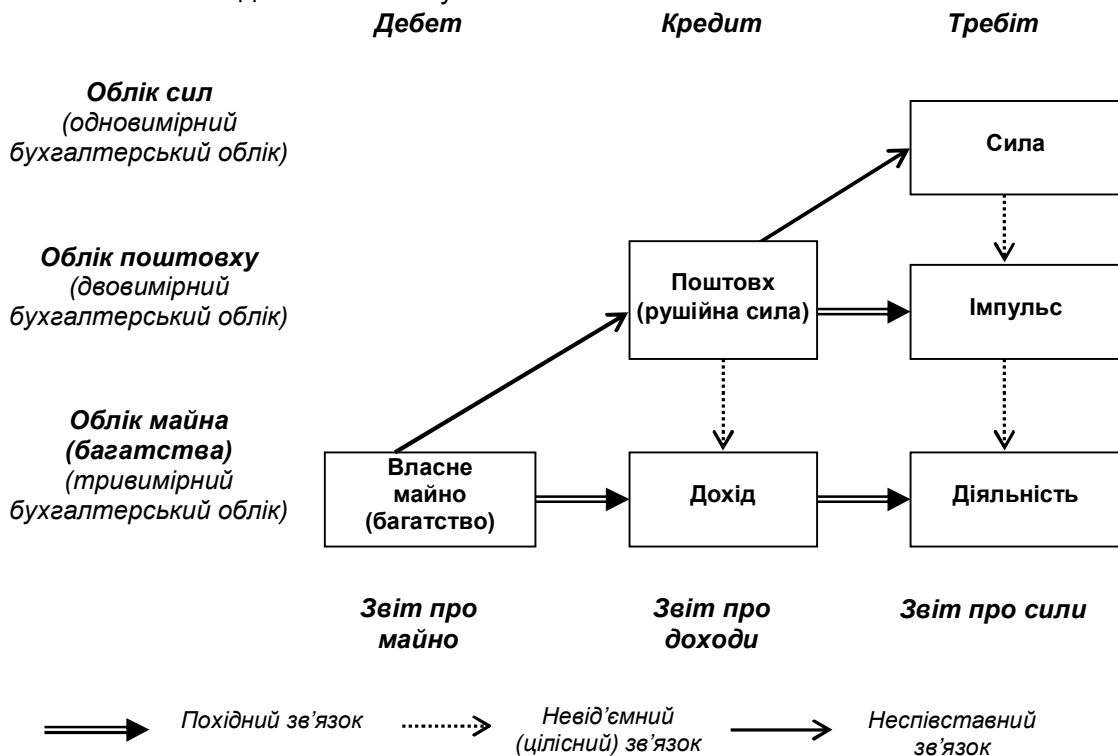 Дебет Кредит Требіт
Облік сил
(одновимірний
бухгалтерський облік)
Сила
Облік поштовху
(двовимірний
бухгалтерський облік)
Поштовх
(рушійна сила)
Імпульс
Облік майна
(багатства)
(тривимірний
бухгалтерський облік)
Власне
майно
(багатство)
Дохід
Діяльність
Звіт про
майно
Звіт про
доходи
Звіт про сили
Похідний зв'язок
Невід'ємний
(цілісний) зв'язок
Неспівставний
зв'язок